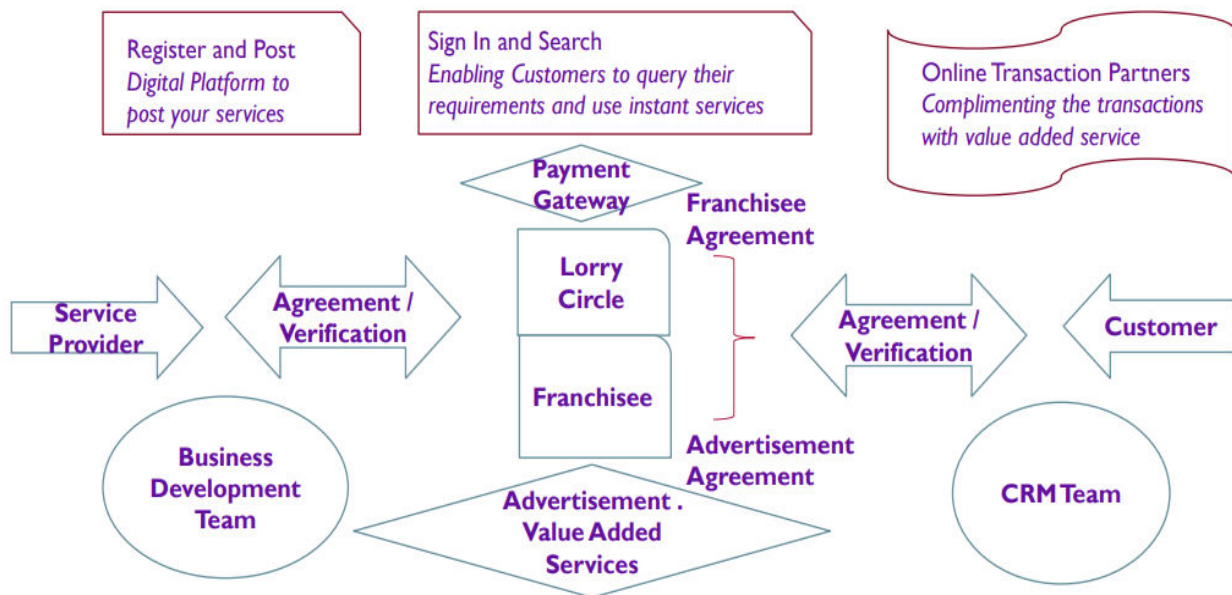 Register and Post
Digital Platform to
post your services
Sign In and Search
Enabling Customers to query their
requirements and use instant services
Online Transaction Partners
Complimenting the transactions
with value added service
Payment
Gateway
Franchisee
Agreement
Lorry
Circle
Service
Provider
Agreement /
Verification
Agreement /
Verification
Customer
Franchisee
Business
Development
Team
Advertisement
Agreement
Advertisement .
Value Added
Services
CRM Team